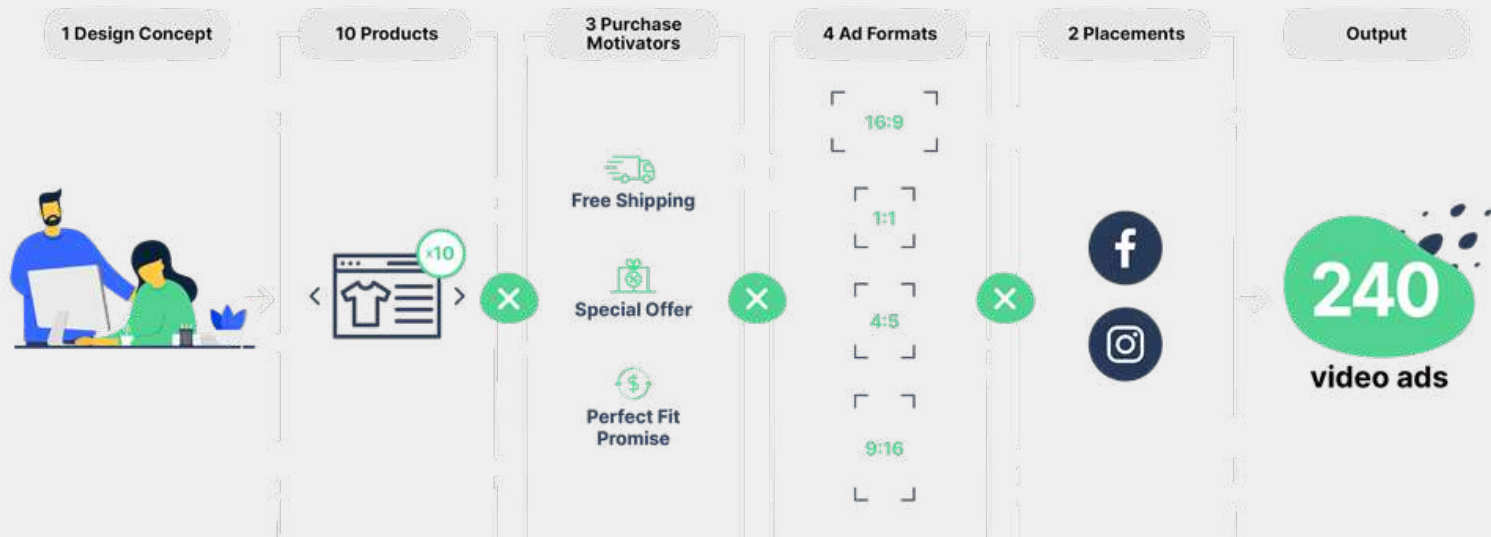 1 Design Concept
10 Products
3 Purchase
Motivators
4 Ad Formats
2 Placements
Output
x10
Free Shipping
Special Offer
Perfect Fit
Promise
16:9
1:1
4:5
9:16
240
video ads